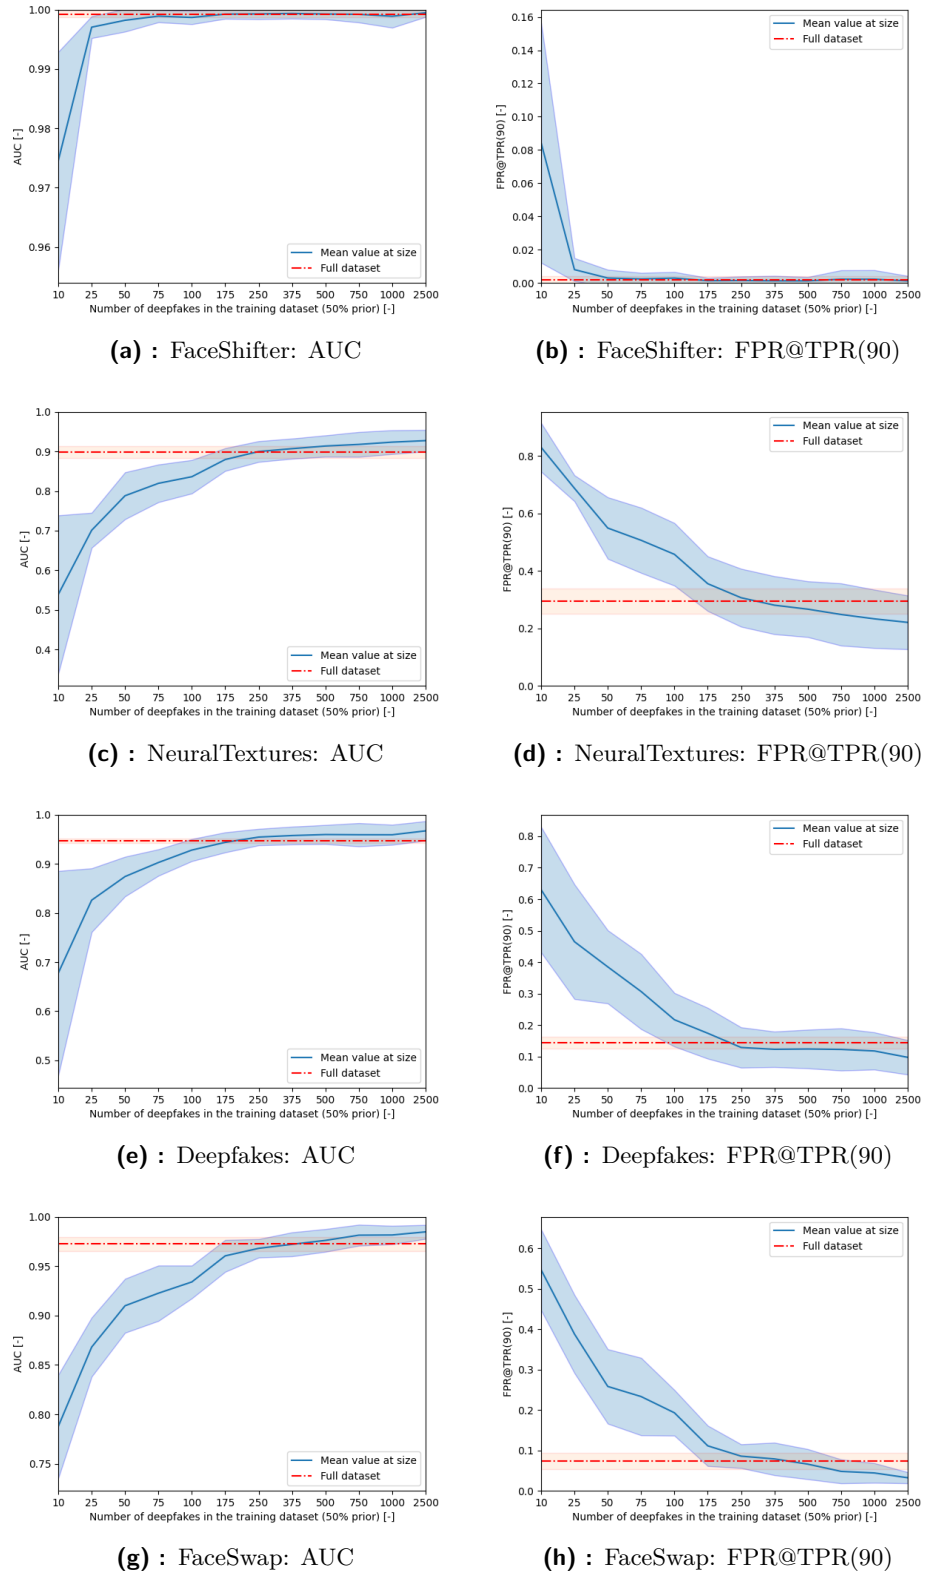 1.00
0.99
0.98
0.97
0.96
AUC [-]
Mean value at size
Full dataset
10 25 50 75 100 175 250 375 500 750 1000 2500
Number of deepfakes in the training dataset (50% prior) [-]
(a) : FaceShifter: AUC
0.16
0.14
0.12
0.10
0.08
0.06
0.04
0.02
0.00
FPR@TPR(90) [-]
Mean value at size
Full dataset
10 25 50 75 100 175 250 375 500 750 1000 2500
Number of deepfakes in the training dataset (50% prior) [-]
(b) : FaceShifter: FPR@TPR(90)
1.0
0.9
0.8
0.7
0.6
0.5
0.4
AUC [-]
Mean value at size
Full dataset
10 25 50 75 100 175 250 375 500 750 1000 2500
Number of deepfakes in the training dataset (50% prior) [-]
(c) : NeuralTextures: AUC
0.8
0.6
0.4
0.2
0.0
FPR@TPR(90) [-]
Mean value at size
Full dataset
10 25 50 75 100 175 250 375 500 750 1000 2500
Number of deepfakes in the training dataset (50% prior) [-]
(d) : NeuralTextures: FPR@TPR(90)
1.0
0.9
0.8
0.7
0.6
0.5
AUC [-]
Mean value at size
Full dataset
10 25 50 75 100 175 250 375 500 750 1000 2500
Number of deepfakes in the training dataset (50% prior) [-]
(e) : Deepfakes: AUC
0.8
0.7
0.6
0.5
0.4
0.3
0.2
0.1
0.0
FPR@TPR(90) [-]
Mean value at size
Full dataset
10 25 50 75 100 175 250 375 500 750 1000 2500
Number of deepfakes in the training dataset (50% prior) [-]
(f) : Deepfakes: FPR@TPR(90)
1.00
0.95
0.90
0.85
0.80
0.75
AUC [-]
Mean value at size
Full dataset
10 25 50 75 100 175 250 375 500 750 1000 2500
Number of deepfakes in the training dataset (50% prior) [-]
(g) : FaceSwap: AUC
0.6
0.5
0.4
0.3
0.2
0.1
0.0
FPR@TPR(90) [-]
Mean value at size
Full dataset
10 25 50 75 100 175 250 375 500 750 1000 2500
Number of deepfakes in the training dataset (50% prior) [-]
(h) : FaceSwap: FPR@TPR(90)